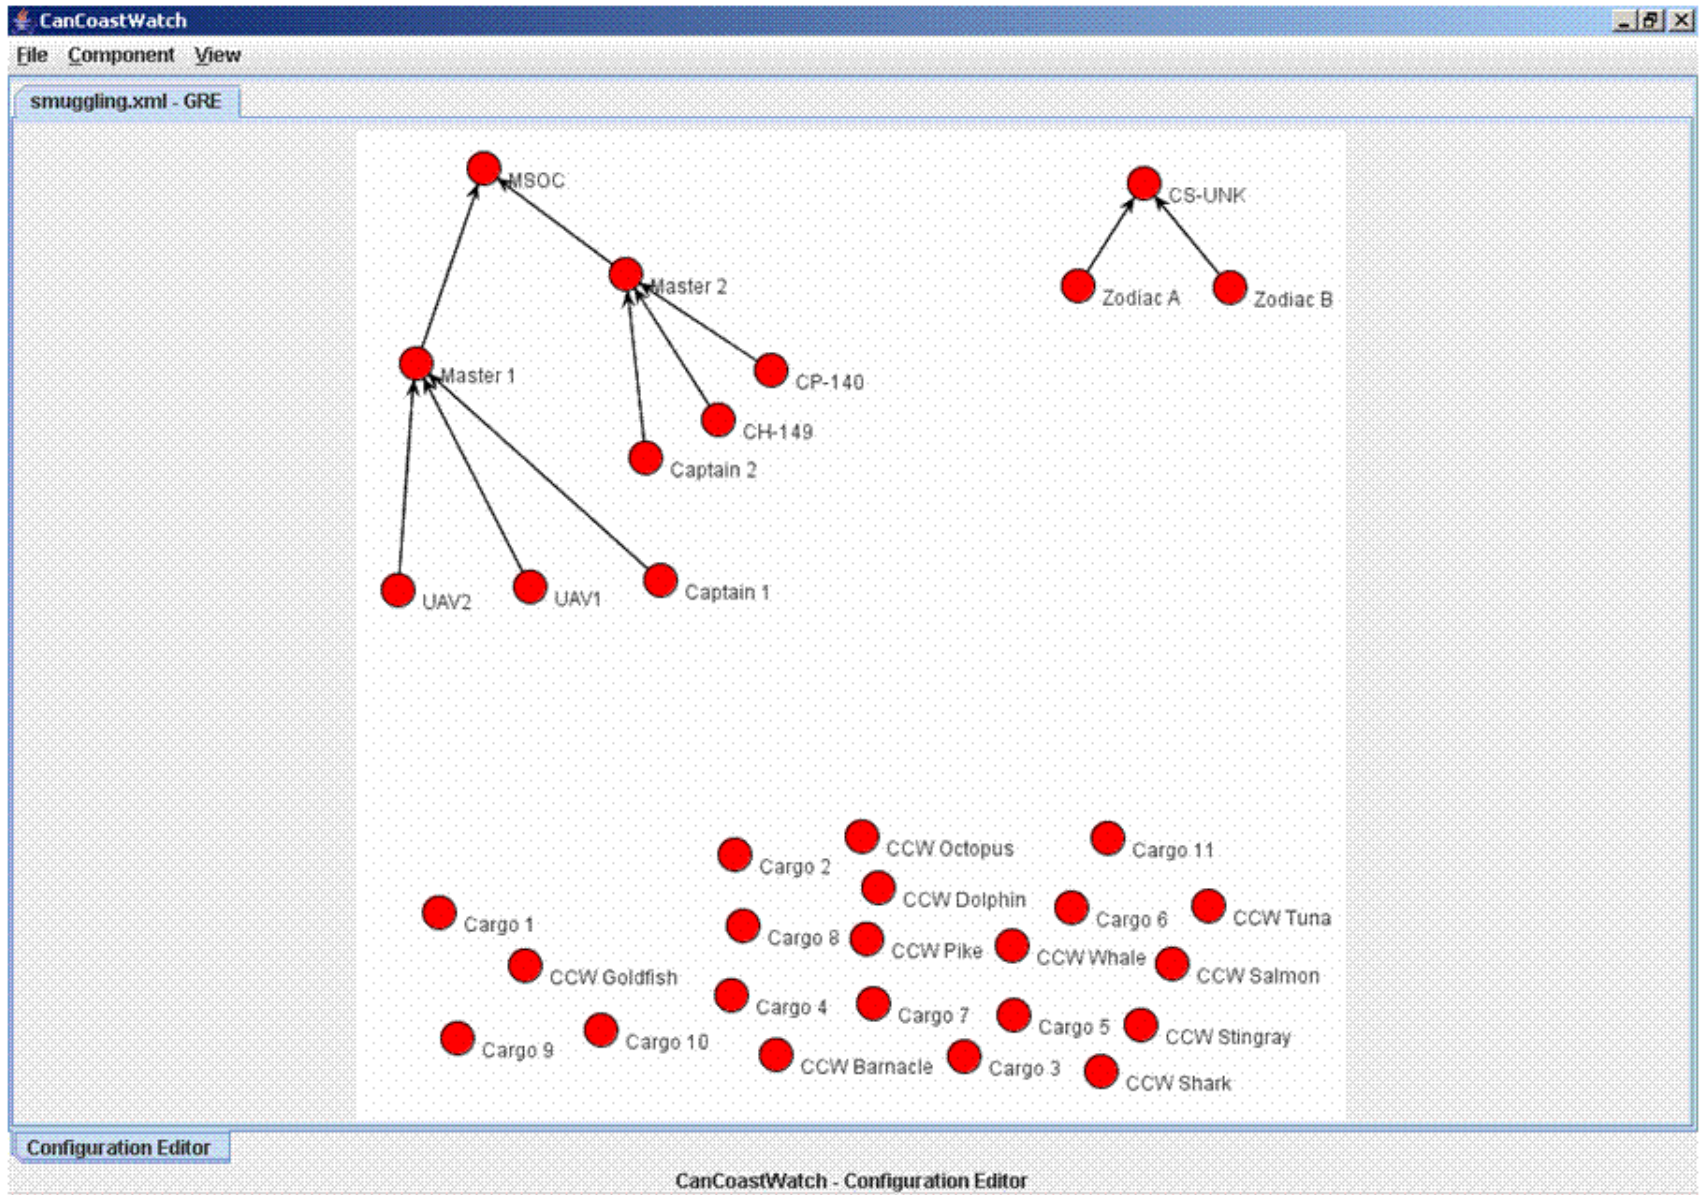 CanCoastWatch
File Component View
smuggling.xml - GRE
MSOC
CS-UNK
Master 2
Zodiac A
Zodiac B
Master 1
CP-140
CH-149
Captain 2
UAV2
UAV1
Captain 1
CCW Octopus
Cargo 11
Cargo 2
CCW Dolphin
Cargo 6
CCW Tuna
Cargo 1
Cargo 8
CCW Pike
CCW Whale
CCW Goldfish
CCW Salmon
Cargo 4
Cargo 7
Cargo 5
CCW Stingray
Cargo 9
Cargo 10
CCW Barnacle
Cargo 3
CCW Shark
Configuration Editor
CanCoastWatch - Configuration Editor